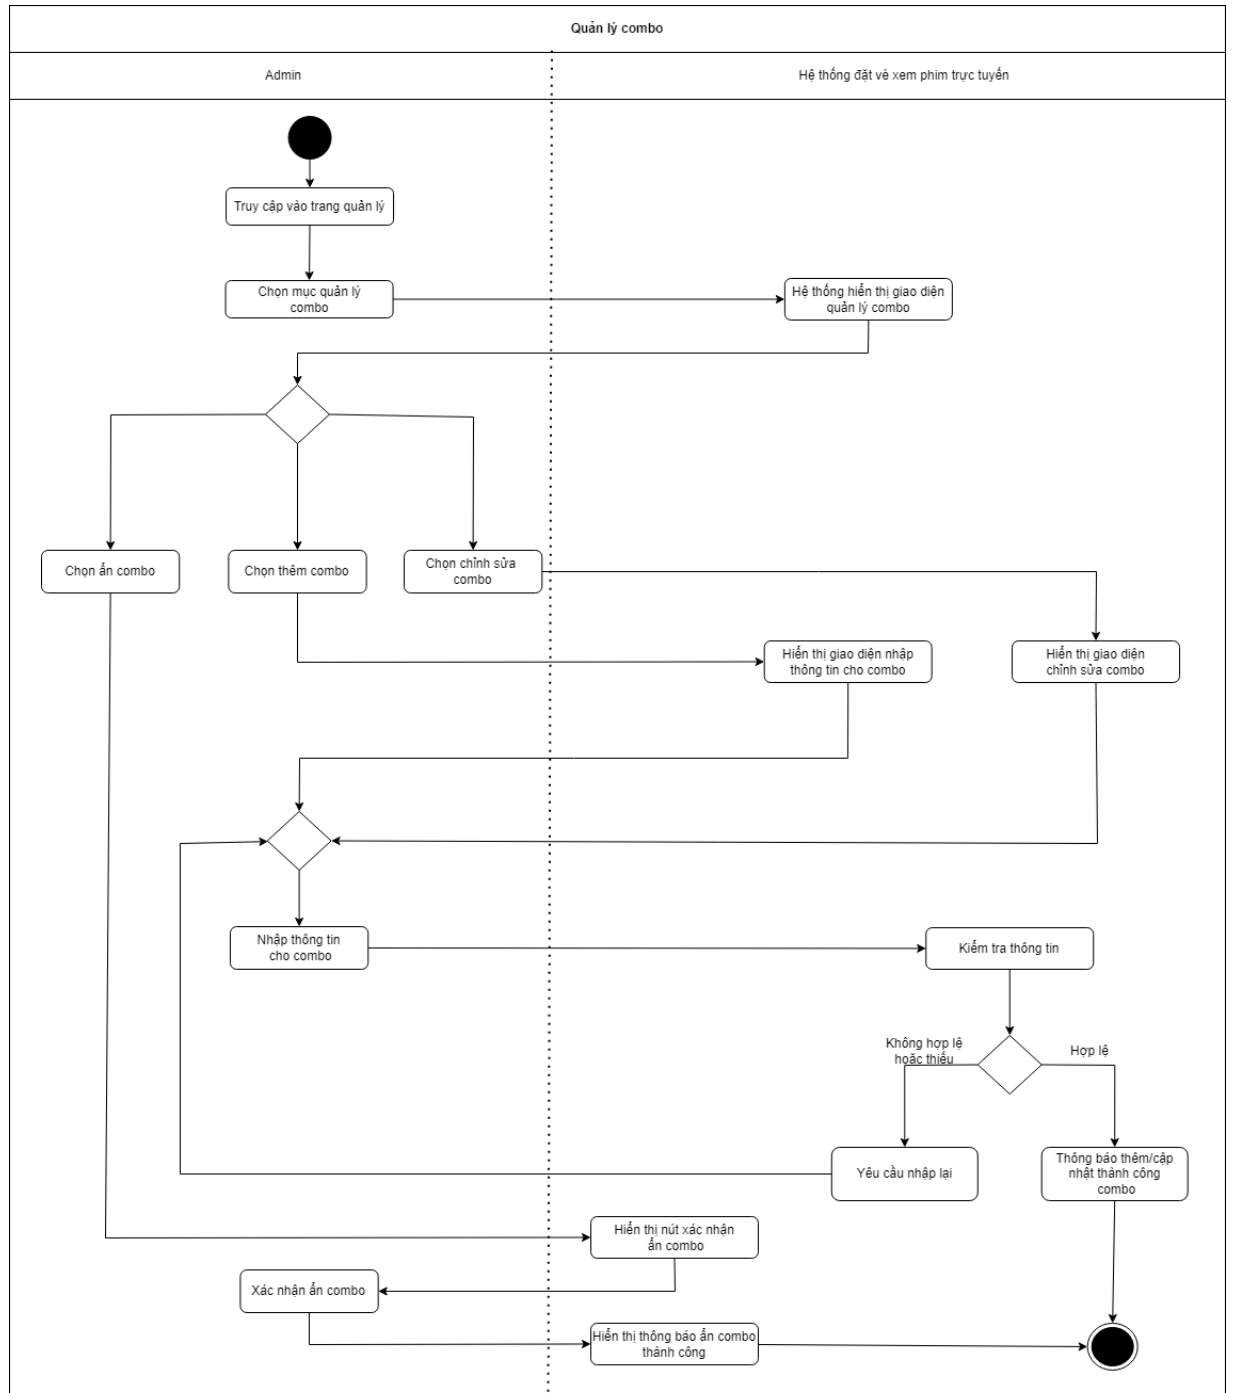 Quản lý combo
Admin
Hệ thống đặt vé xem phim trực tuyến
Truy cập vào trang quản lý
Chọn mục quản lý
combo
Hệ thống hiển thị giao diện
quản lý combo
Chọn ẩn combo
Chọn thêm combo
Chọn chỉnh sửa
combo
Hiển thị giao diện nhập
thông tin cho combo
Hiển thị giao diện
chỉnh sửa combo
Nhập thông tin
cho combo
Kiểm tra thông tin
Không hợp lệ
hoặc thiếu
Hợp lệ
Yêu cầu nhập lại
Thông báo thêm/cập
nhật thành công
combo
Hiển thị nút xác nhận
ẩn combo
Xác nhận ẩn combo
Hiển thị thông báo ẩn combo
thành công